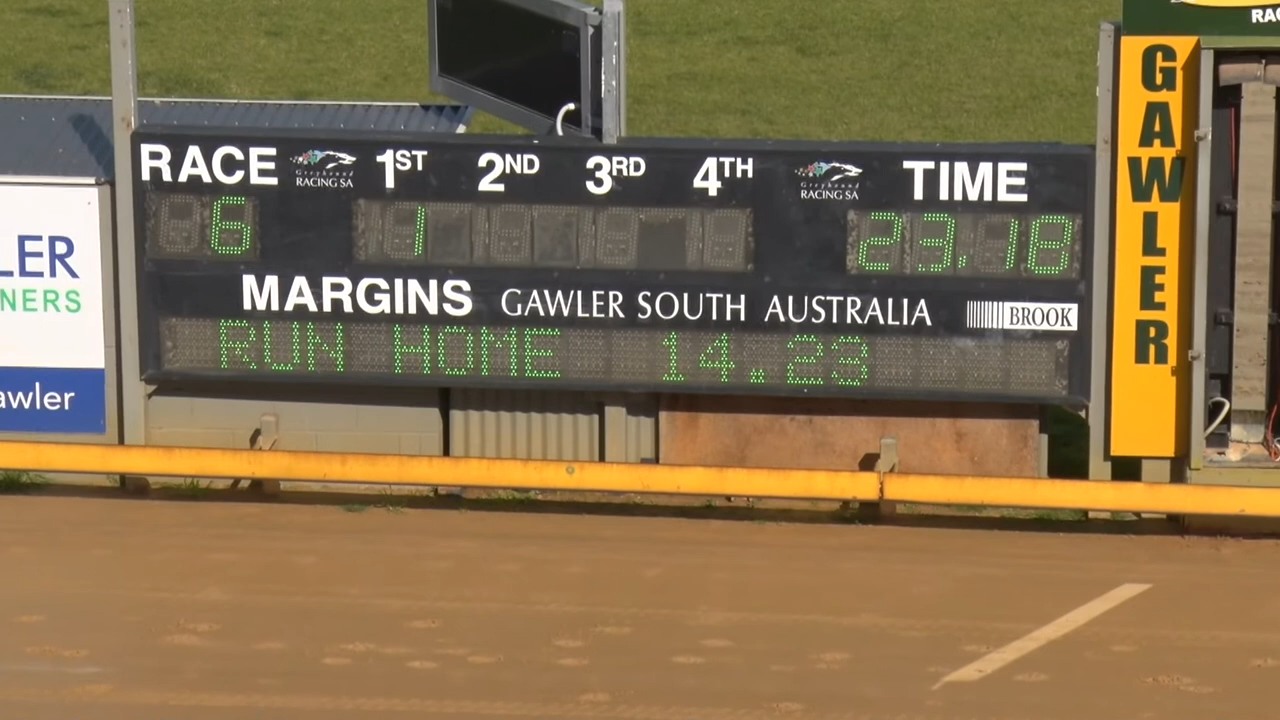 RAC
GAWLER
RACE 1ST 2ND 3RD 4TH TIME
Greyhound RACING SA
Greyhound RACING SA
6 1 23.18
MARGINS GAWLER SOUTH AUSTRALIA BROOK
RUN HOME 14.23
LER
NERS
awler